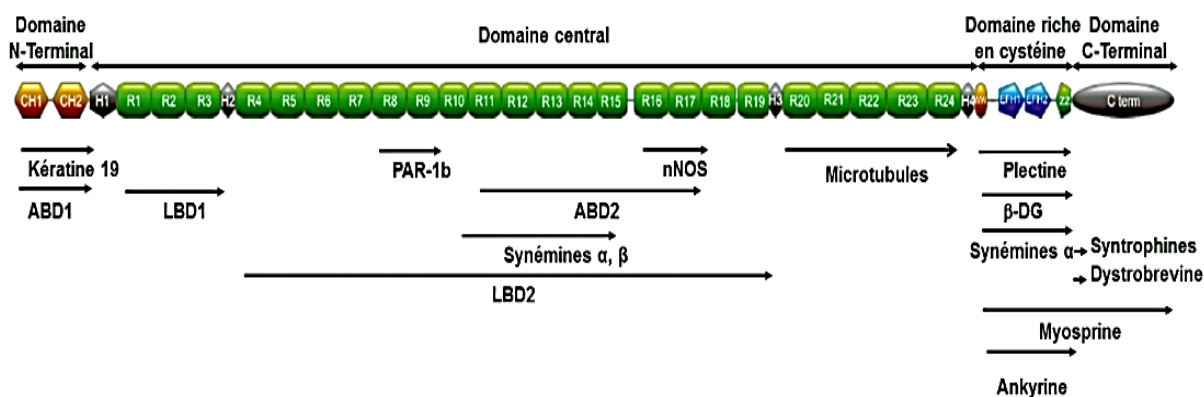 Domaine
N-Terminal
Domaine central
Domaine riche
en cystéine
Domaine
C-Terminal
CH1 CH2 H1 R1 R2 R3 H2 R4 R5 R6 R7 R8 R9 R10 R11 R12 R13 R14 R15 R16 R17 R18 R19 H3 R20 R21 R22 R23 R24 H4 EFH1 EFH2 ZZ C term
Kératine 19
PAR-1b
nNOS
Microtubules
Plectine
ABD1
LBD1
ABD2
β-DG
Synémines α, β
Synémines α
Syntrophines
Dystrobrevine
LBD2
Myosprine
Ankyrine